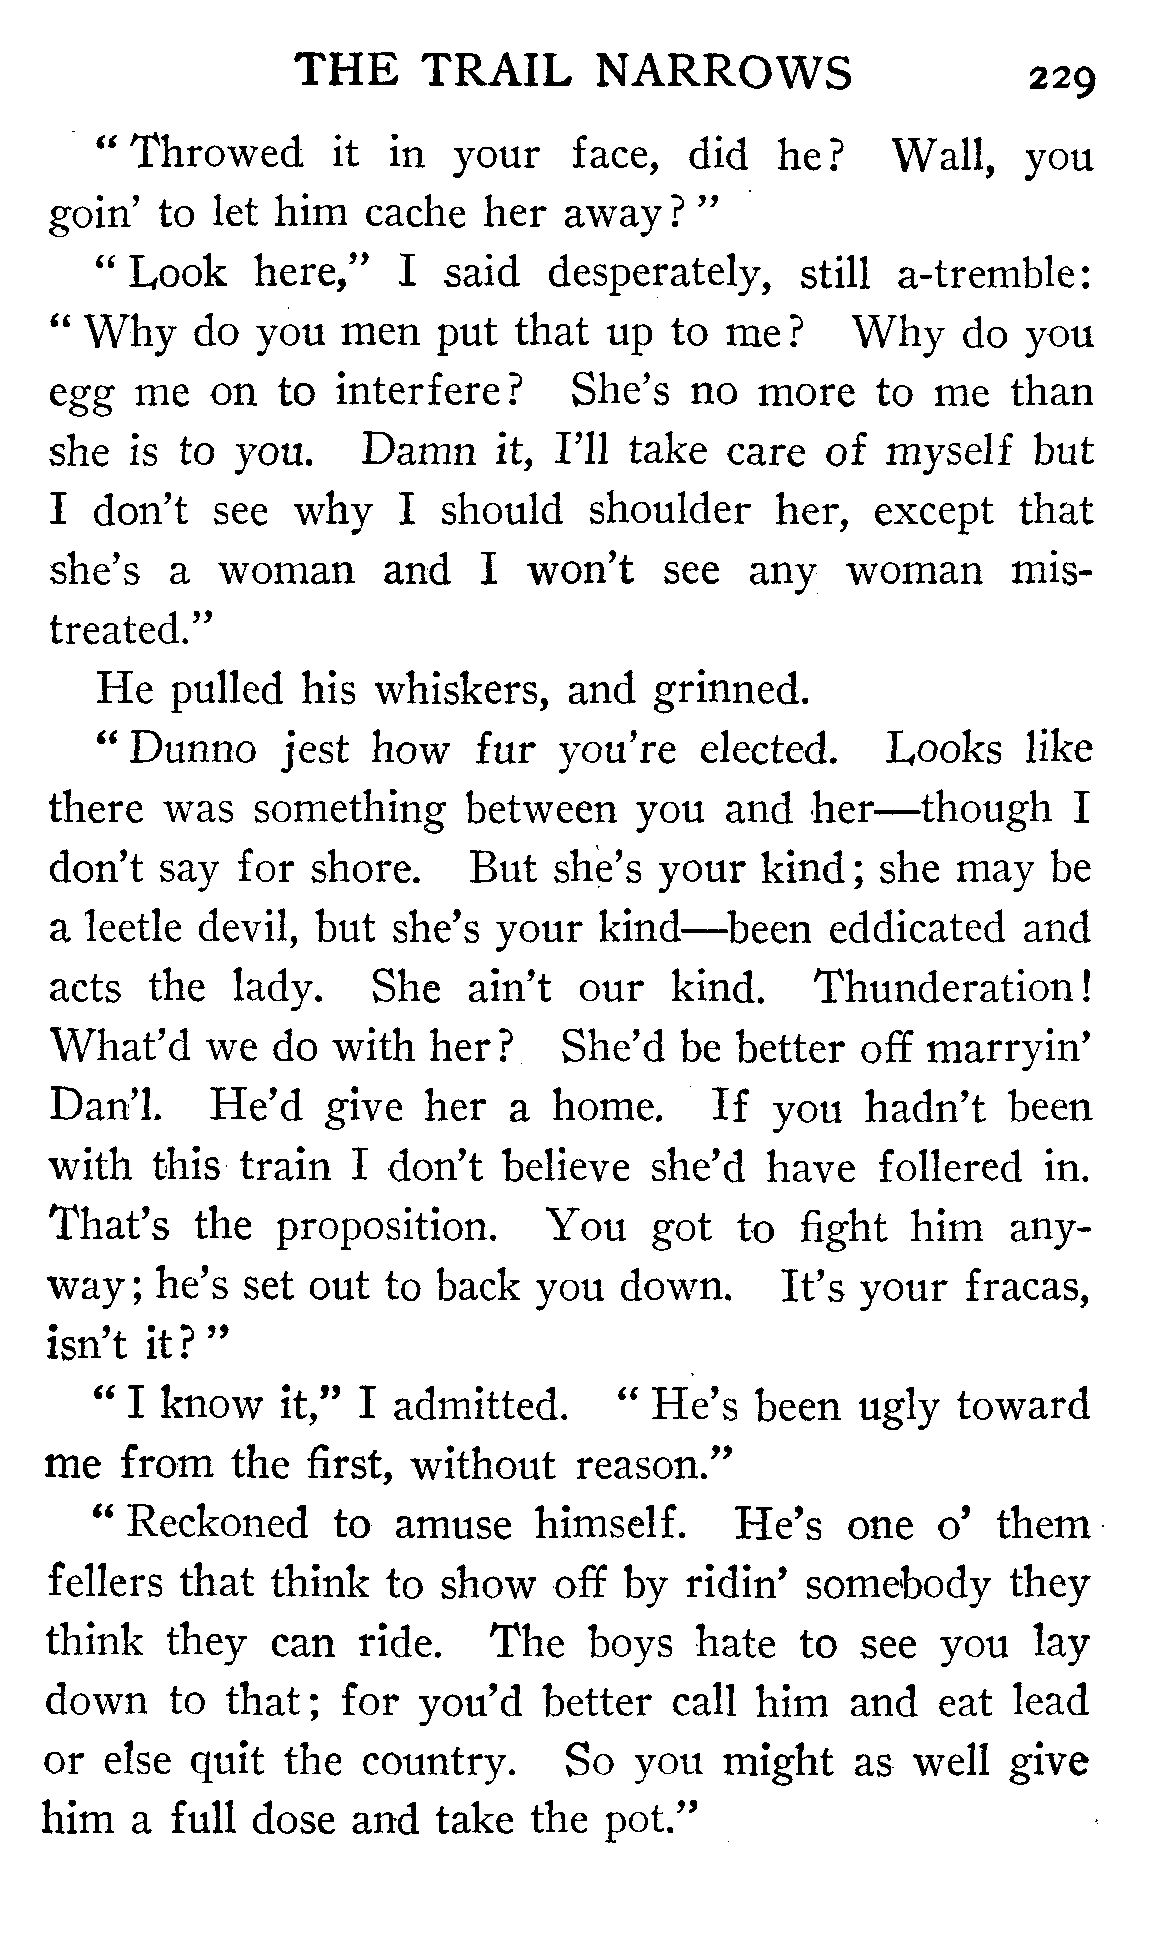 THE TRAIL NARROWS 229
“ Throwed it in your face, did he? Wall, you
goin’ to let him cache her away? ”
“ Look here,” I said desperately, still a-tremble:
“ Why do you men put that up to me? Why do you
egg me on to interfere? She’s no more to me than
she is to you. Damn it, I’ll take care of myself but
I don’t see why I should shoulder her, except that
she’s a woman and I won’t see any woman mis-
treated.”
He pulled his whiskers, and grinned.
“ Dunno jest how fur you’re elected. Looks like
there was something between you and her—though I
don’t say for shore. But she’s your kind; she may be
a leetle devil, but she’s your kind—been eddicated and
acts the lady. She ain’t our kind. Thunderation!
What’d we do with her? She’d be better off marryin’
Dan’l. He’d give her a home. If you hadn’t been
with this train I don’t believe she’d have follered in.
That’s the proposition. You got to fight him any-
way; he’s set out to back you down. It’s your fracas,
isn’t it? ”
“ I know it,” I admitted. “ He’s been ugly toward
me from the first, without reason.”
“ Reckoned to amuse himself. He’s one o’ them
fellers that think to show off by ridin’ somebody they
think they can ride. The boys hate to see you lay
down to that; for you’d better call him and eat lead
or else quit the country. So you might as well give
him a full dose and take the pot.”